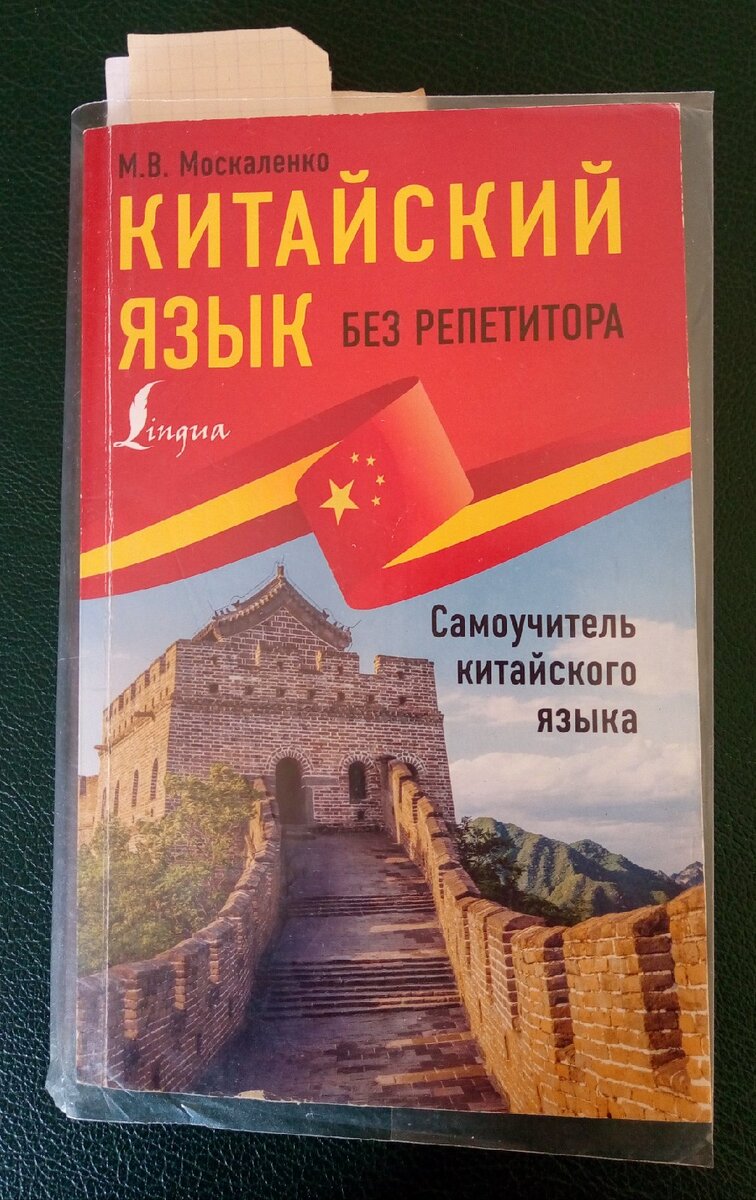 М.В. Москаленко
КИТАЙСКИЙ
ЯЗЫК БЕЗ РЕПЕТИТОРА
Lingua
Самоучитель
китайского
языка